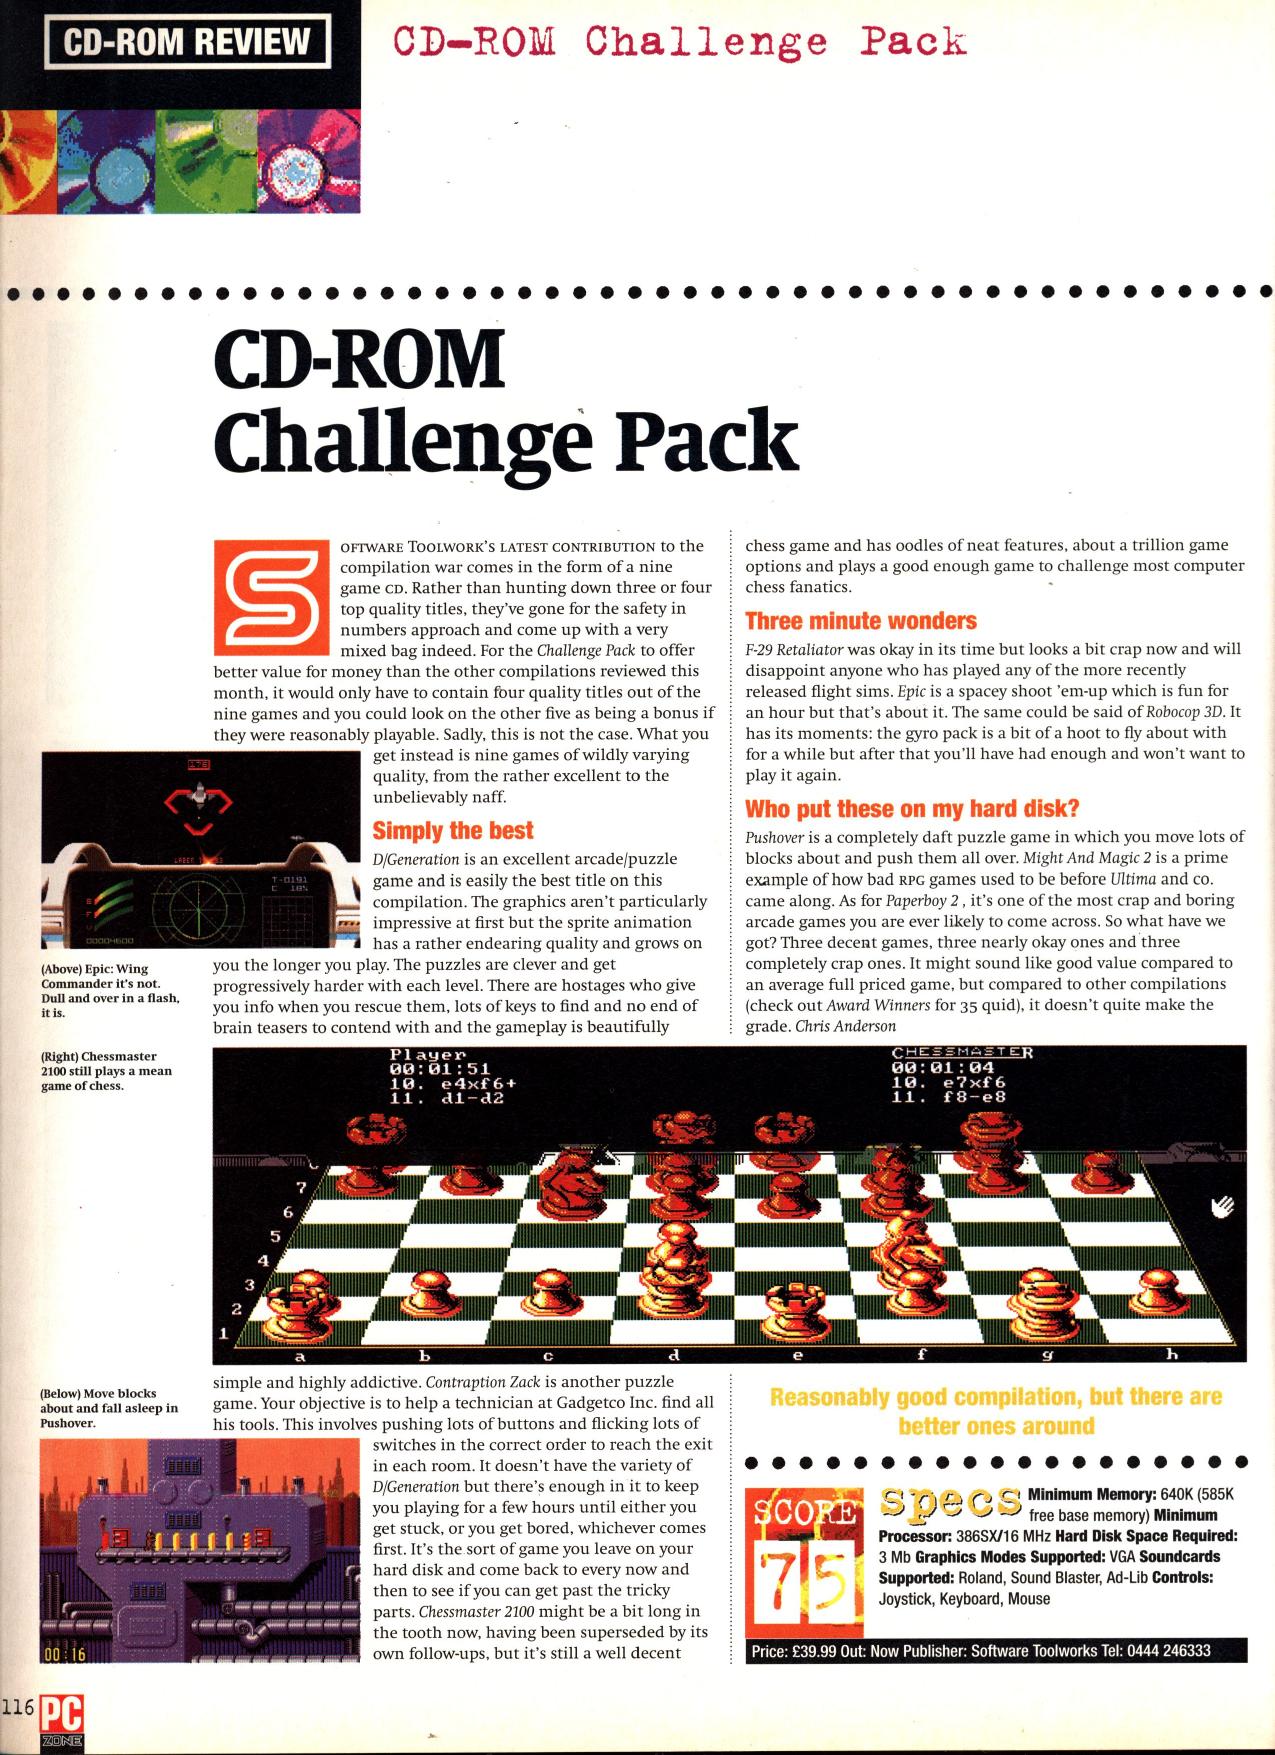 CD-ROM REVIEW
CD-ROM Challenge Pack
CD-ROM
Challenge Pack
SOFTWARE TOOLWORK'S LATEST CONTRIBUTION to the
compilation war comes in the form of a nine
game CD. Rather than hunting down three or four
top quality titles, they've gone for the safety in
numbers approach and come up with a very
mixed bag indeed. For the Challenge Pack to offer
better value for money than the other compilations reviewed this
month, it would only have to contain four quality titles out of the
nine games and you could look on the other five as being a bonus if
they were reasonably playable. Sadly, this is not the case. What you
get instead is nine games of wildly varying
quality, from the rather excellent to the
unbelievably naff.
Simply the best
D/Generation is an excellent arcade/puzzle
game and is easily the best title on this
compilation. The graphics aren't particularly
impressive at first but the sprite animation
has a rather endearing quality and grows on
you the longer you play. The puzzles are clever and get
progressively harder with each level. There are hostages who give
you info when you rescue them, lots of keys to find and no end of
brain teasers to contend with and the gameplay is beautifully
176
T-0191
C 18%
00004600
(Above) Epic: Wing
Commander it's not.
Dull and over in a flash,
it is.
(Right) Chessmaster
2100 still plays a mean
game of chess.
Player
00:01:51
10. e4xf6+
11. d1-d2
CHESSMASTER
00:01:04
10. e7xf6
11. f8-e8
7
6
5
4
3
2
1
a b c d e f g h
simple and highly addictive. Contraption Zack is another puzzle
game. Your objective is to help a technician at Gadgetco Inc. find all
his tools. This involves pushing lots of buttons and flicking lots of
switches in the correct order to reach the exit
in each room. It doesn't have the variety of
D/Generation but there's enough in it to keep
you playing for a few hours until either you
get stuck, or you get bored, whichever comes
first. It's the sort of game you leave on your
hard disk and come back to every now and
then to see if you can get past the tricky
parts. Chessmaster 2100 might be a bit long in
the tooth now, having been superseded by its
own follow-ups, but it's still a well decent
(Below) Move blocks
about and fall asleep in
Pushover.
00:16
chess game and has oodles of neat features, about a trillion game
options and plays a good enough game to challenge most computer
chess fanatics.
Three minute wonders
F-29 Retaliator was okay in its time but looks a bit crap now and will
disappoint anyone who has played any of the more recently
released flight sims. Epic is a spacey shoot 'em-up which is fun for
an hour but that's about it. The same could be said of Robocop 3D. It
has its moments: the gyro pack is a bit of a hoot to fly about with
for a while but after that you'll have had enough and won't want to
play it again.
Who put these on my hard disk?
Pushover is a completely daft puzzle game in which you move lots of
blocks about and push them all over. Might And Magic 2 is a prime
example of how bad RPG games used to be before Ultima and co.
came along. As for Paperboy 2 , it's one of the most crap and boring
arcade games you are ever likely to come across. So what have we
got? Three decent games, three nearly okay ones and three
completely crap ones. It might sound like good value compared to
an average full priced game, but compared to other compilations
(check out Award Winners for 35 quid), it doesn't quite make the
grade. Chris Anderson
Reasonably good compilation, but there are
better ones around
SCORE
75
specs Minimum Memory: 640K (585K
free base memory) Minimum
Processor: 386SX/16 MHz Hard Disk Space Required:
3 Mb Graphics Modes Supported: VGA Soundcards
Supported: Roland, Sound Blaster, Ad-Lib Controls:
Joystick, Keyboard, Mouse
Price: £39.99 Out: Now Publisher: Software Toolworks Tel: 0444 246333
116
PC
ZONE